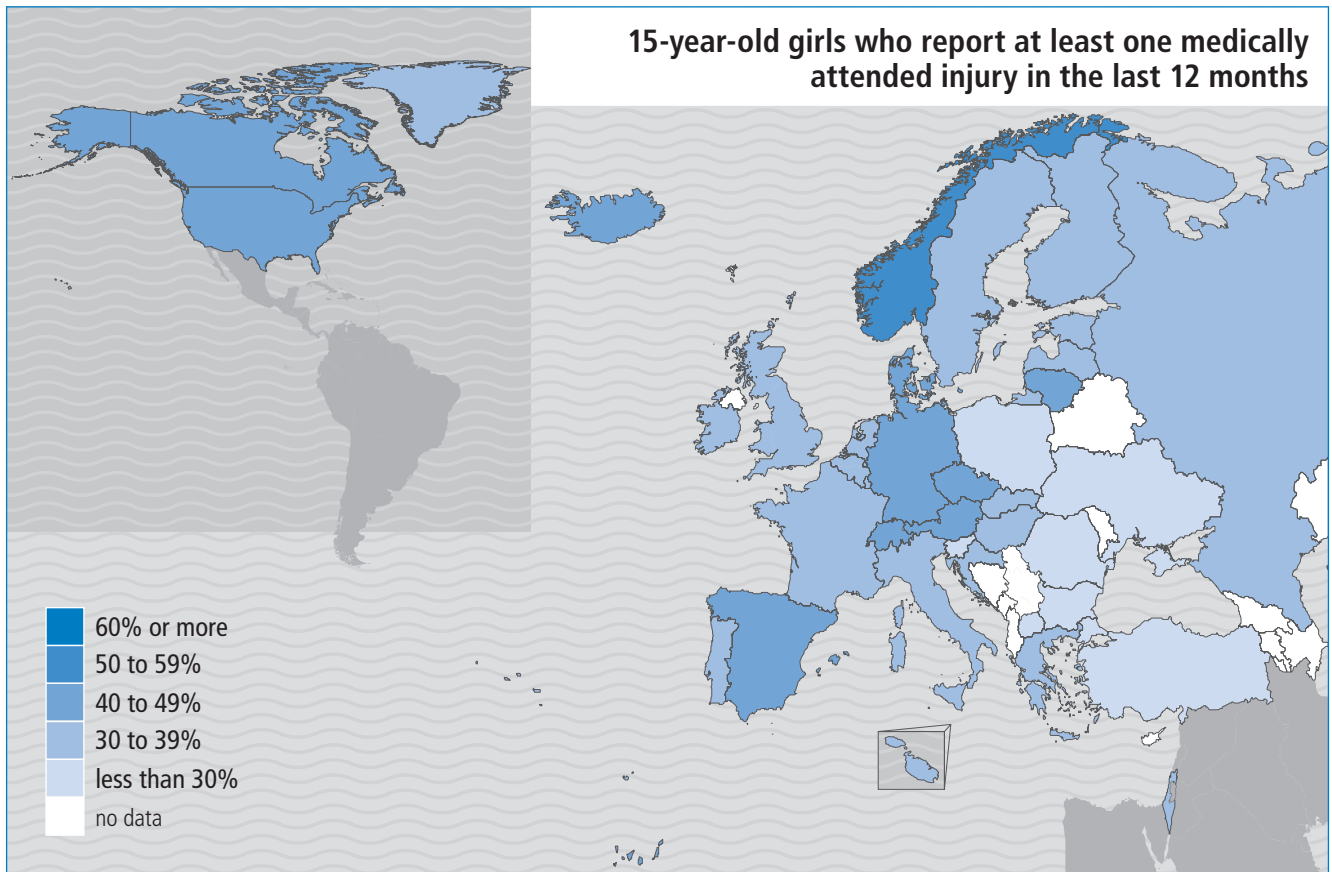 15-year-old girls who report at least one medically
attended injury in the last 12 months
60% or more
50 to 59%
40 to 49%
30 to 39%
less than 30%
no data